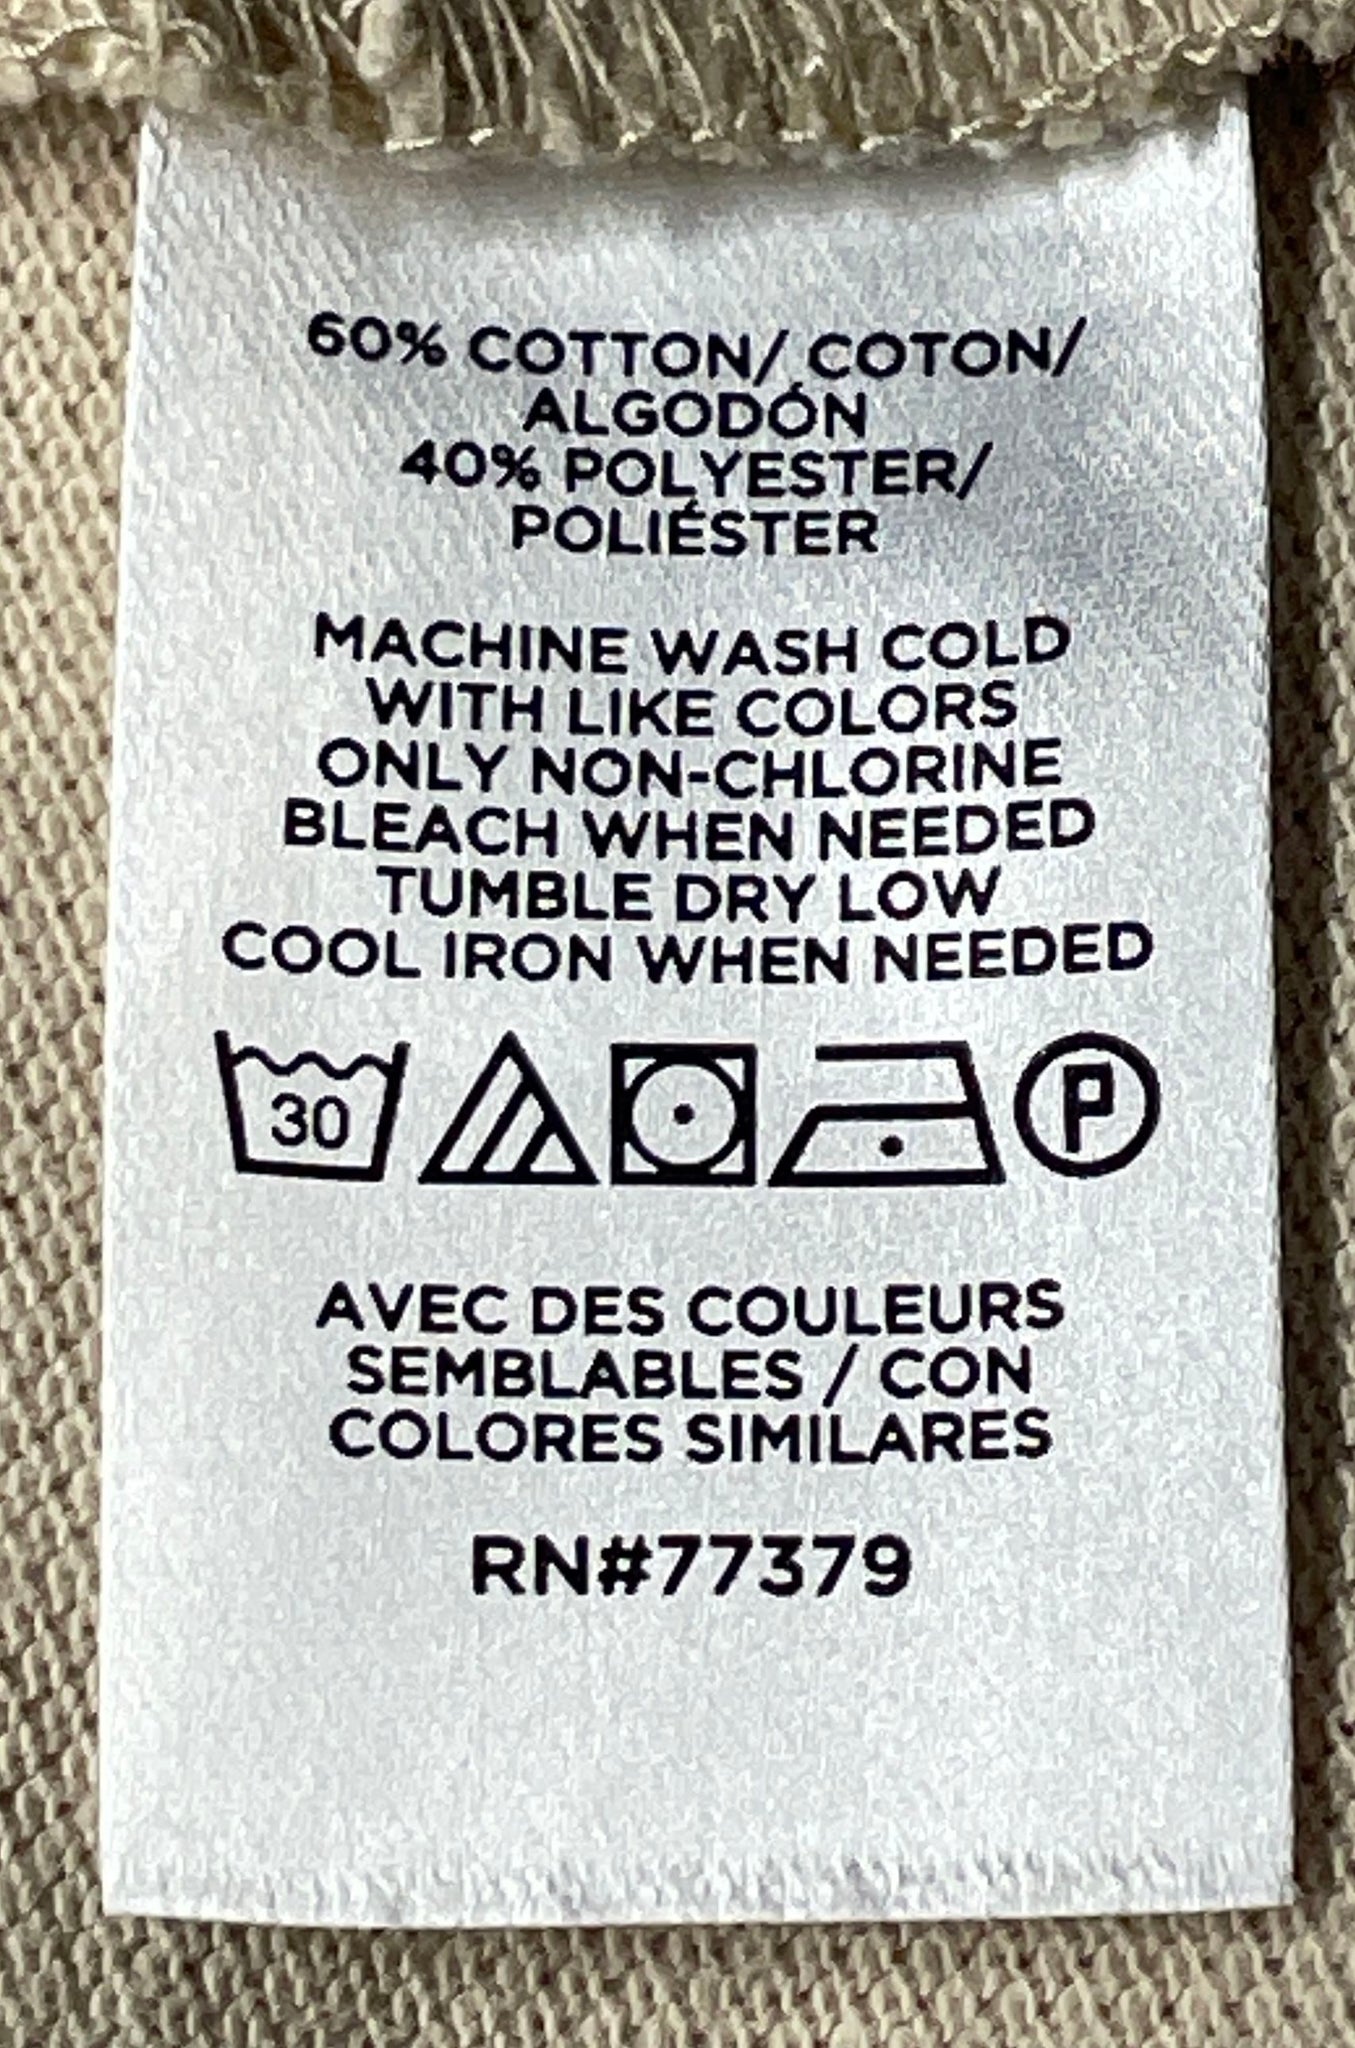 60% COTTON/ COTON/
ALGODÓN
40% POLYESTER/
POLIÉSTER
MACHINE WASH COLD
WITH LIKE COLORS
ONLY NON-CHLORINE
BLEACH WHEN NEEDED
TUMBLE DRY LOW
COOL IRON WHEN NEEDED
30 P
AVEC DES COULEURS
SEMBLABLES / CON
COLORES SIMILARES
RN#77379